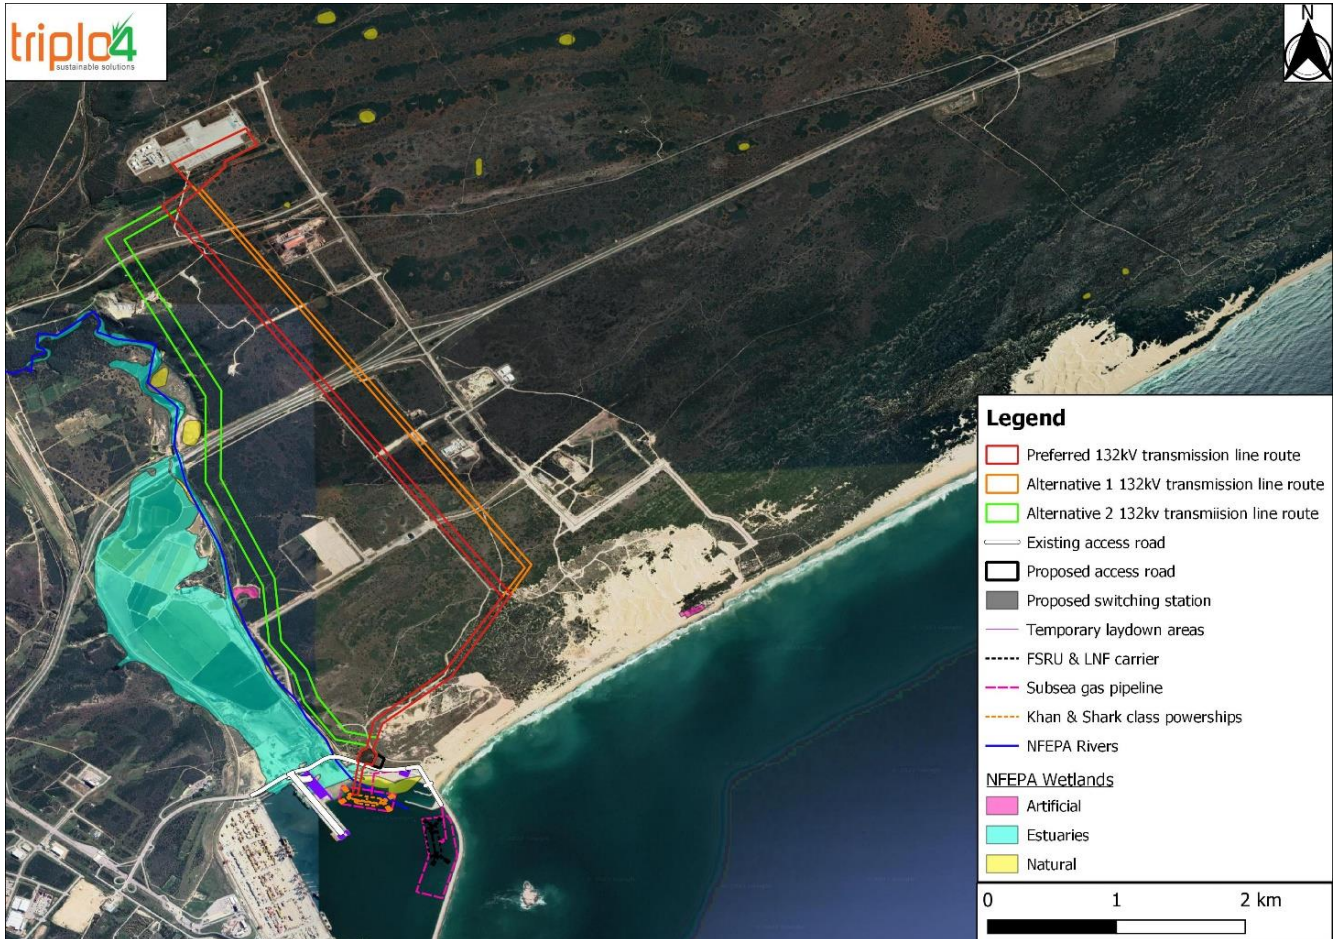 triplo4
sustainable solutions
N
Legend
Preferred 132kV transmission line route
Alternative 1 132kV transmission line route
Alternative 2 132kv transmiision line route
Existing access road
Proposed access road
Proposed switching station
Temporary laydown areas
FSRU & LNF carrier
Subsea gas pipeline
Khan & Shark class powerships
NFEPA Rivers
NFEPA Wetlands
Artificial
Estuaries
Natural
0 1 2 km